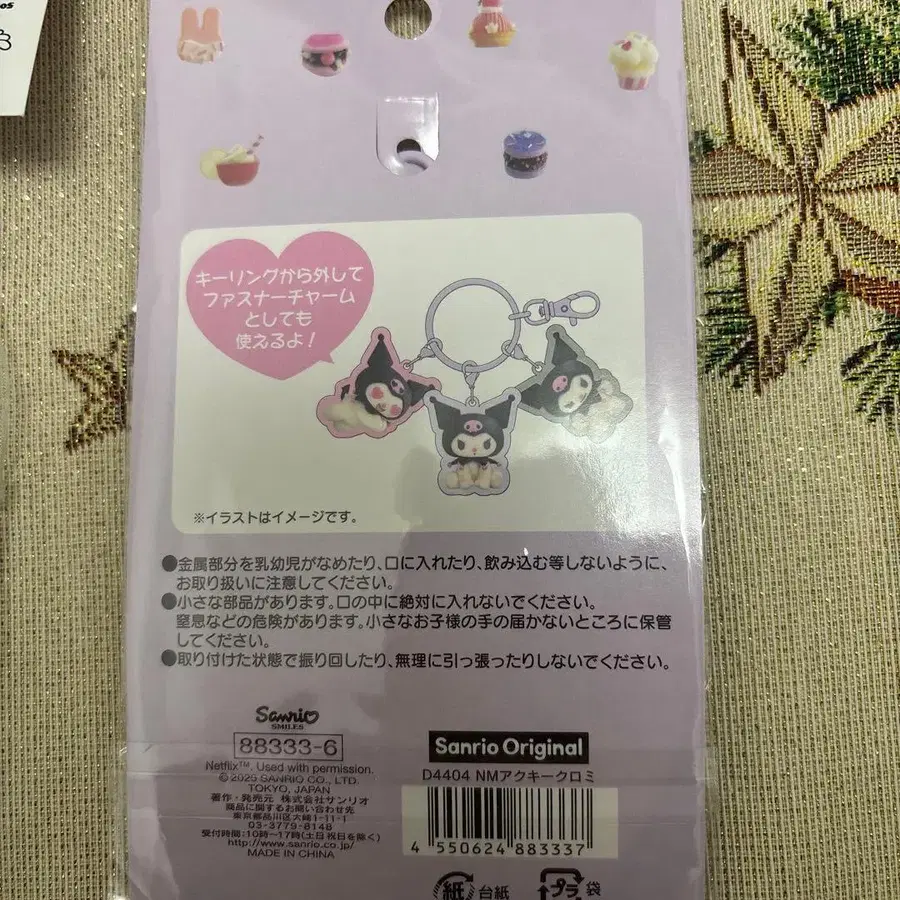 os
キーリングから外して
ファスナーチャーム
としても
使えるよ!
※イラストはイメージです。
●金属部分を乳幼児がなめたり、口に入れたり、飲み込む等しないように、
お取り扱いに注意してください。
●小さな部品があります。口の中に絶対に入れないでください。
窒息などの危険があります。小さなお子様の手の届かないところに保管
してください。
●取り付けた状態で振り回したり、無理に引っ張ったりしないでください。
Sanrio
SMILES
88333-6
Netflix™. Used with permission.
© 2025 SANRIO CO., LTD.
TOKYO, JAPAN
著作・発売元 株式会社サンリオ
商品に関するお問い合わせ先
東京都品川区大崎1-11-1
03-3779-8148
受付時間:10時〜17時(土日祝日を除く)
http://www.sanrio.co.jp/
MADE IN CHINA
Sanrio Original
D4404 NMアクキークロミ
4 550624 883337
紙 台紙
プラ 袋